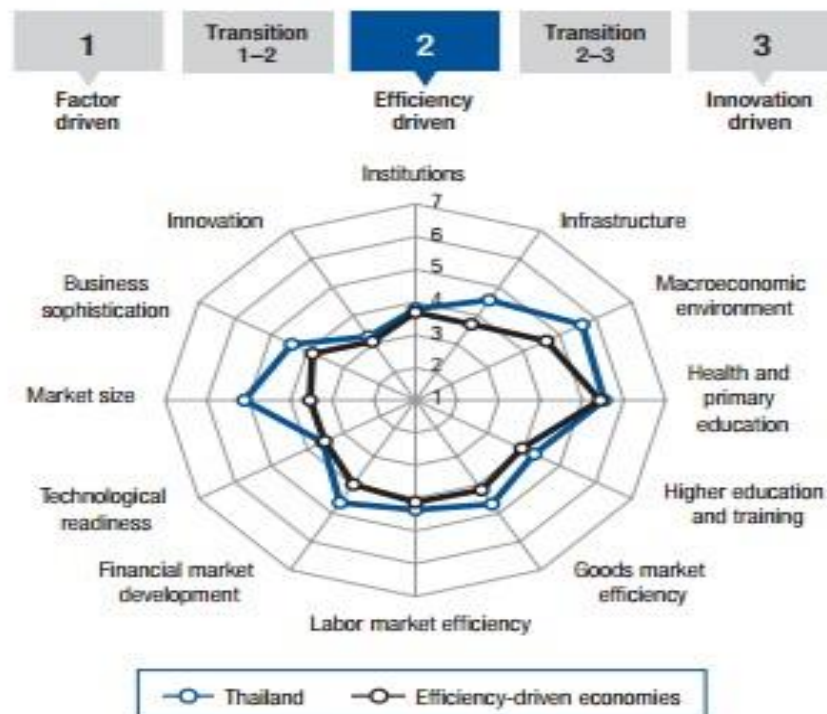 1
Transition
1–2
2
Transition
2–3
3
Factor
driven
Efficiency
driven
Innovation
driven
Institutions
Infrastructure
Macroeconomic
environment
Health and
primary
education
Higher education
and training
Goods market
efficiency
Labor market efficiency
Financial market
development
Technological
readiness
Market size
Business
sophistication
Innovation
7
6
5
4
3
2
1
Thailand
Efficiency-driven economies